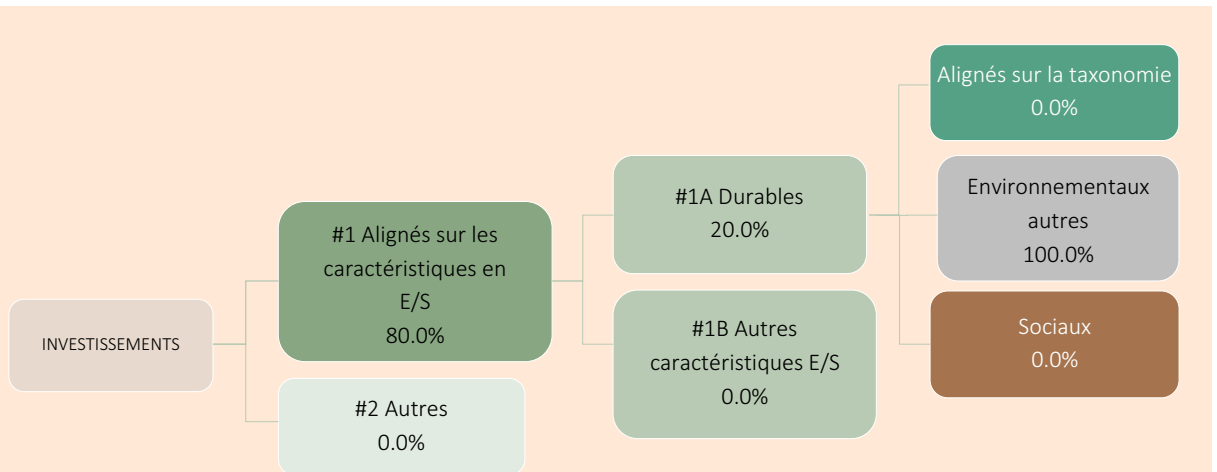 INVESTISSEMENTS
#1 Alignés sur les
caractéristiques en
E/S
80.0%
#2 Autres
0.0%
#1A Durables
20.0%
#1B Autres
caractéristiques E/S
0.0%
Alignés sur la taxonomie
0.0%
Environnementaux
autres
100.0%
Sociaux
0.0%